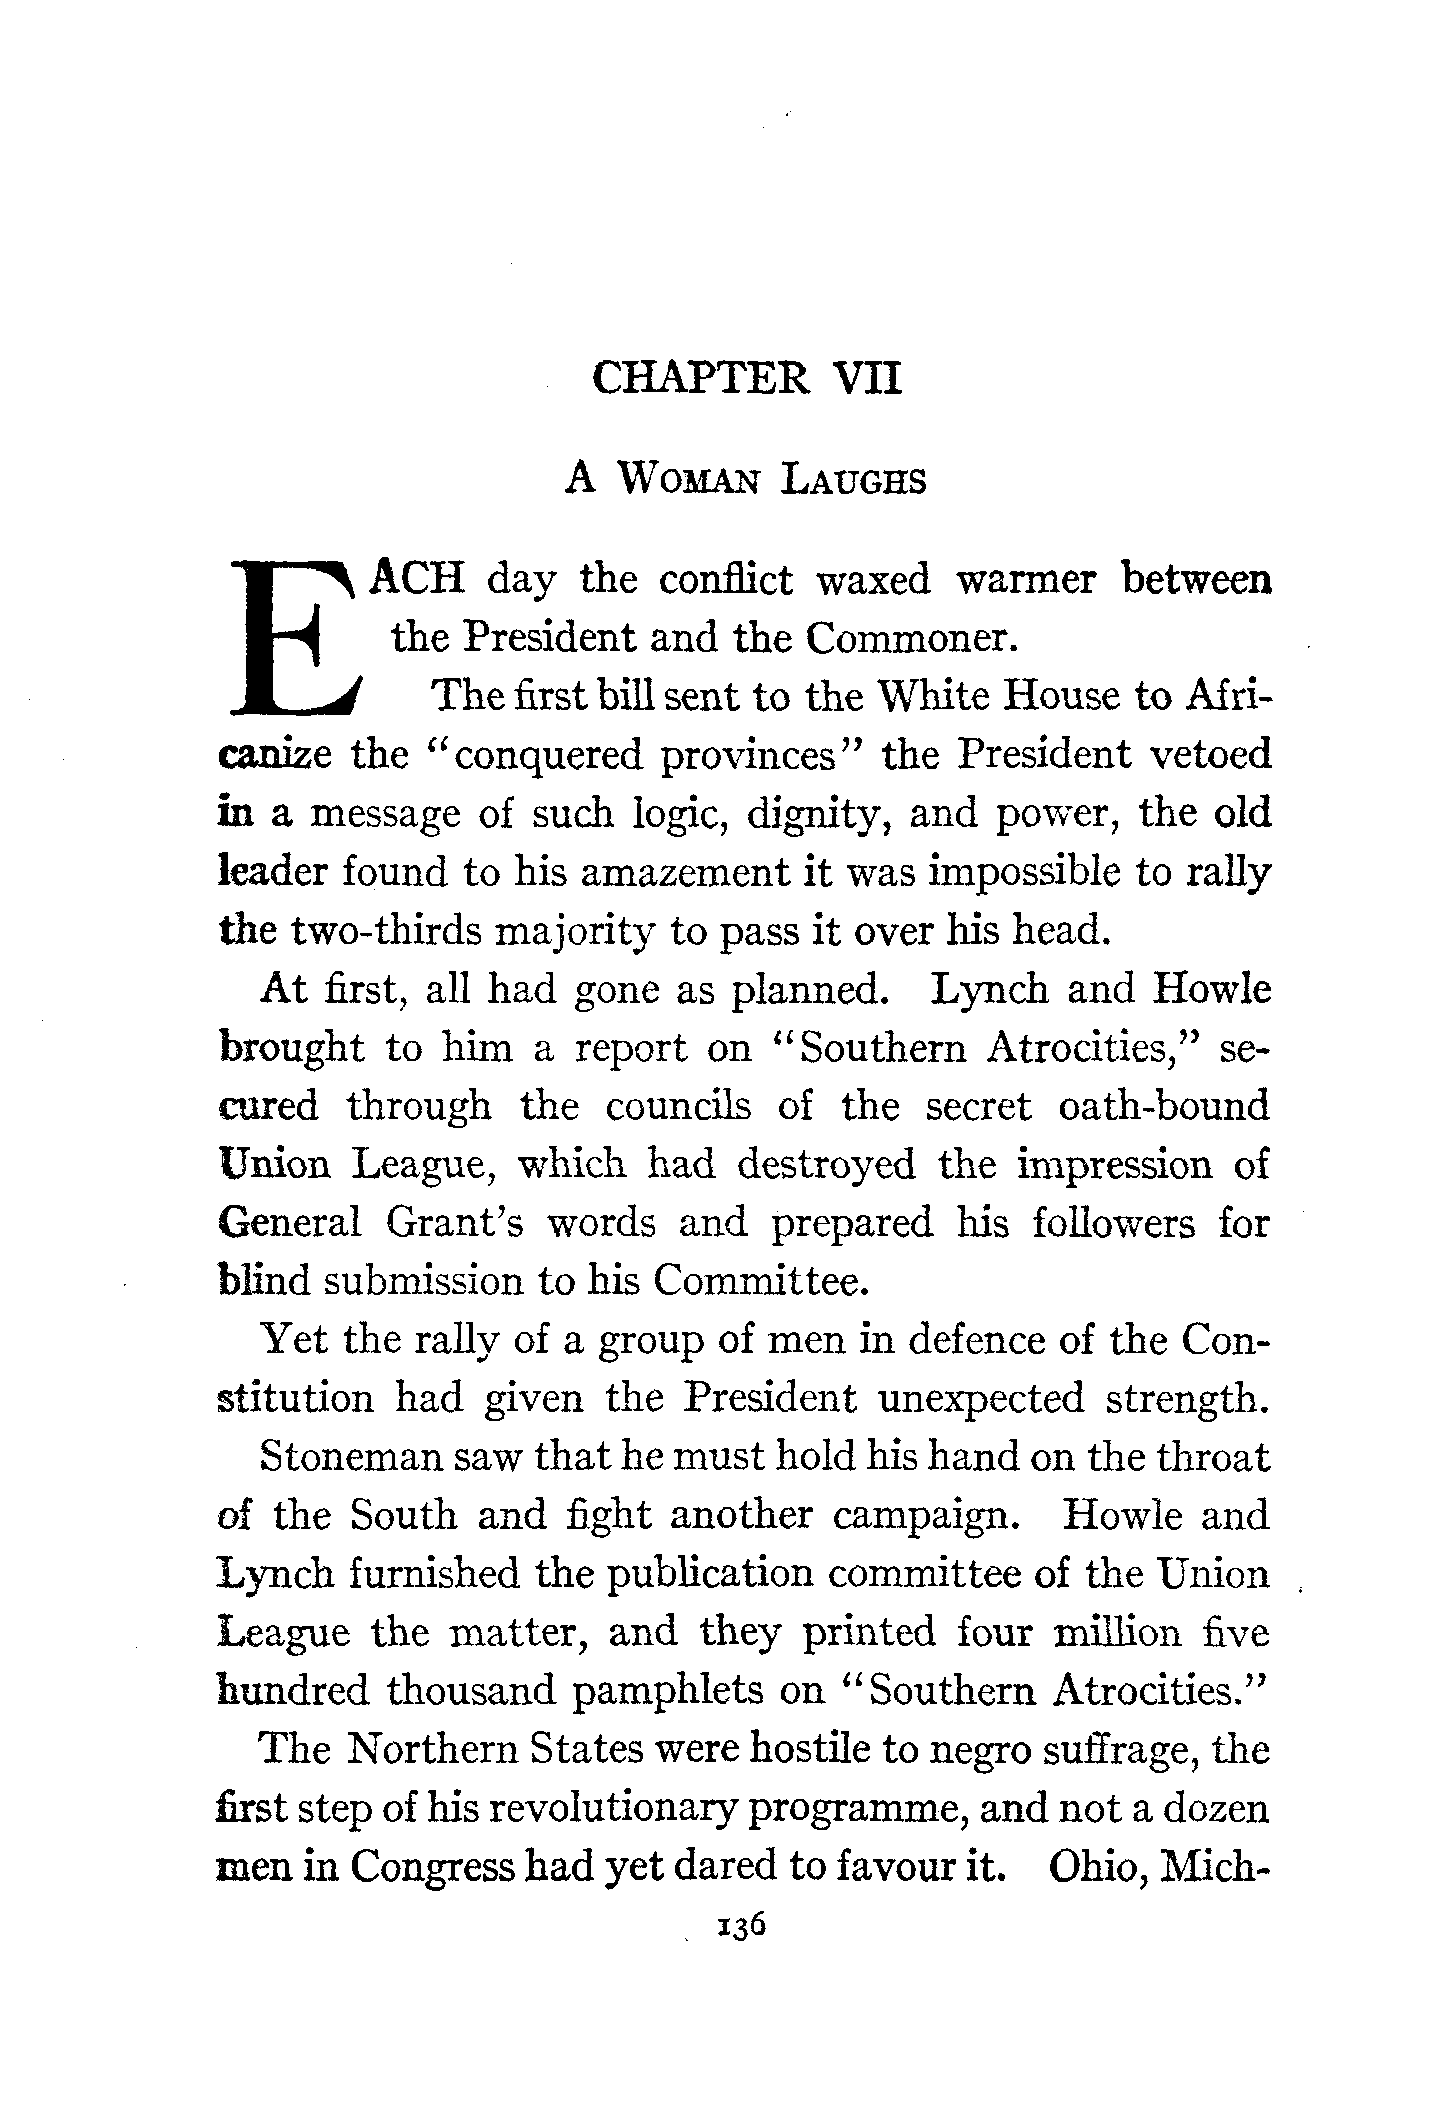 CHAPTER VII
A WOMAN LAUGHS
EACH day the conflict waxed warmer between
the President and the Commoner.
The first bill sent to the White House to Afri-
canize the "conquered provinces" the President vetoed
in a message of such logic, dignity, and power, the old
leader found to his amazement it was impossible to rally
the two-thirds majority to pass it over his head.
At first, all had gone as planned. Lynch and Howle
brought to him a report on "Southern Atrocities," se-
cured through the councils of the secret oath-bound
Union League, which had destroyed the impression of
General Grant's words and prepared his followers for
blind submission to his Committee.
Yet the rally of a group of men in defence of the Con-
stitution had given the President unexpected strength.
Stoneman saw that he must hold his hand on the throat
of the South and fight another campaign. Howle and
Lynch furnished the publication committee of the Union
League the matter, and they printed four million five
hundred thousand pamphlets on "Southern Atrocities."
The Northern States were hostile to negro suffrage, the
first step of his revolutionary programme, and not a dozen
men in Congress had yet dared to favour it. Ohio, Mich-
136